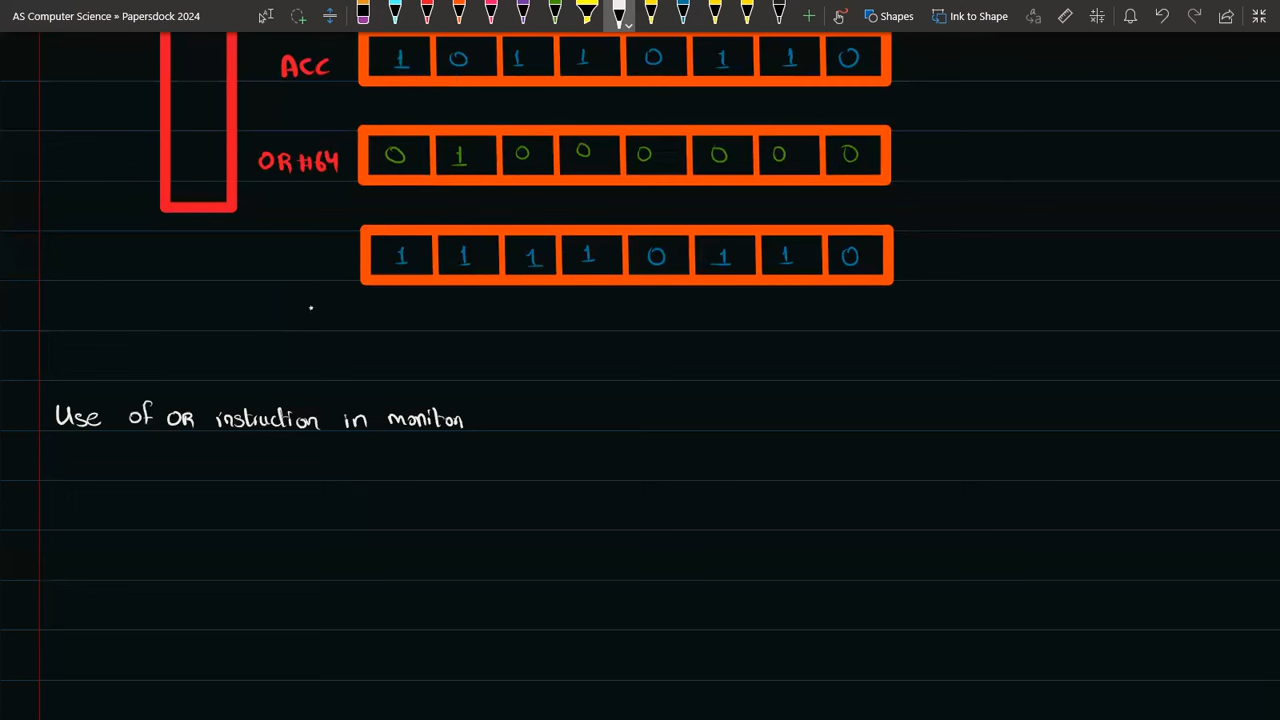 AS Computer Science » Papersdock 2024
Shapes
Ink to Shape
ACC 1 0 1 1 0 1 1 0
OR #64 0 1 0 0 0 0 0 0
1 1 1 1 0 1 1 0
Use of OR instruction in moniton